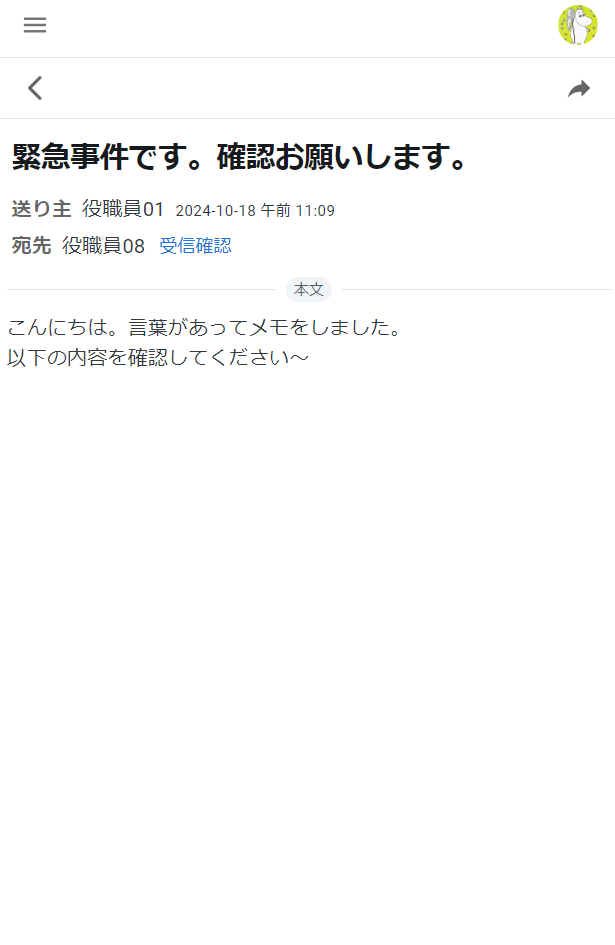 緊急事件です。確認お願いします。
送り主 役職員01 2024-10-18 午前 11:09
宛先 役職員08 受信確認
本文
こんにちは。言葉があってメモをしました。
以下の内容を確認してください～